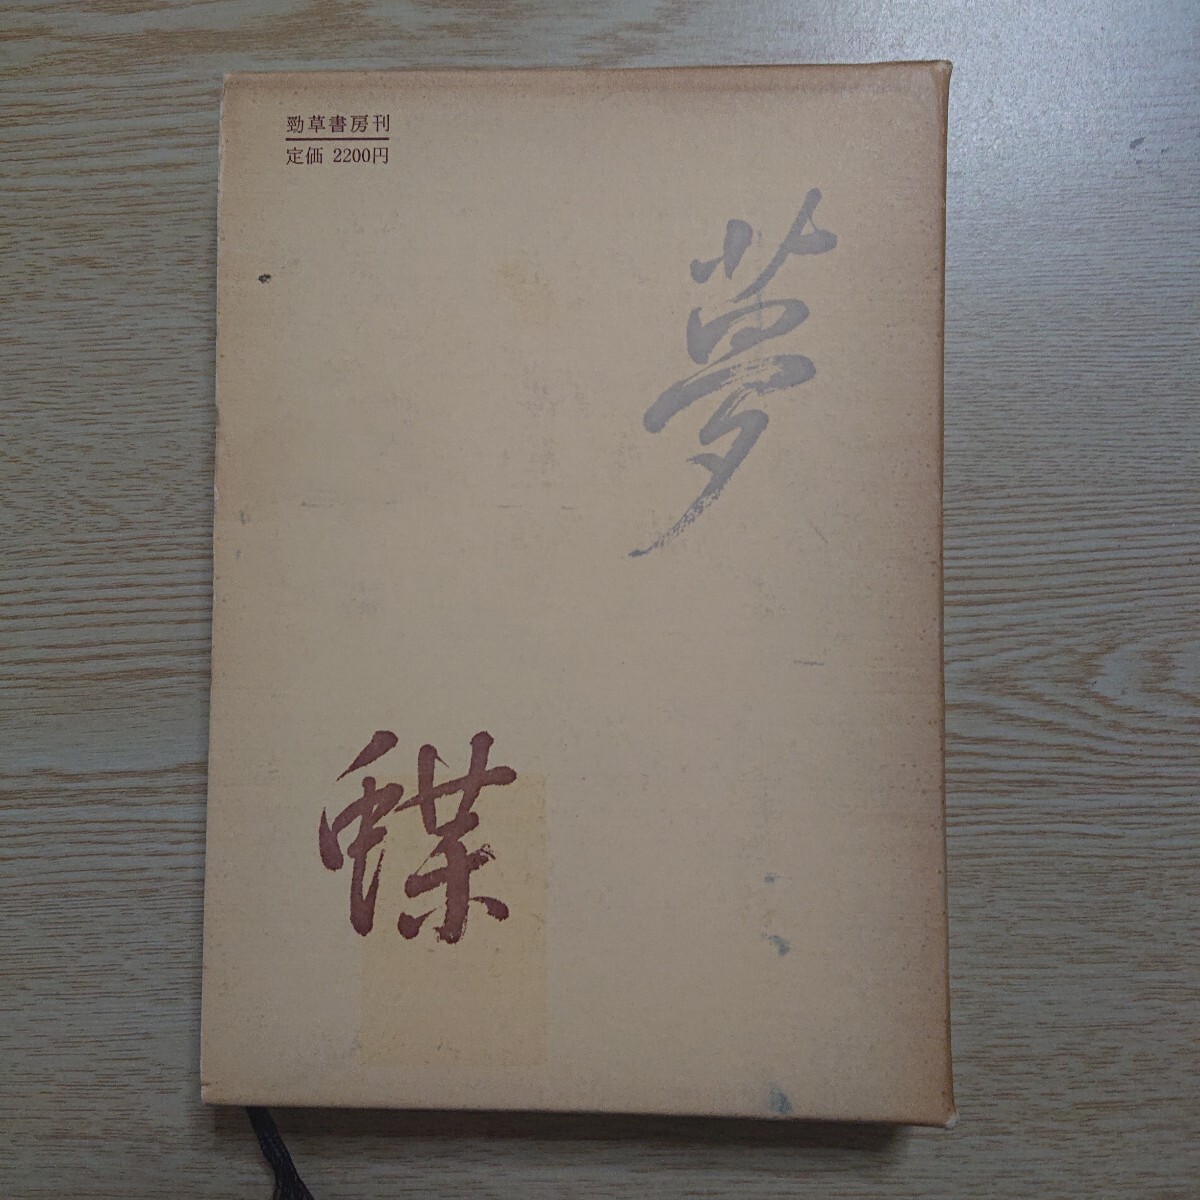 勁草書房刊
定価 2200円
夢
蝶